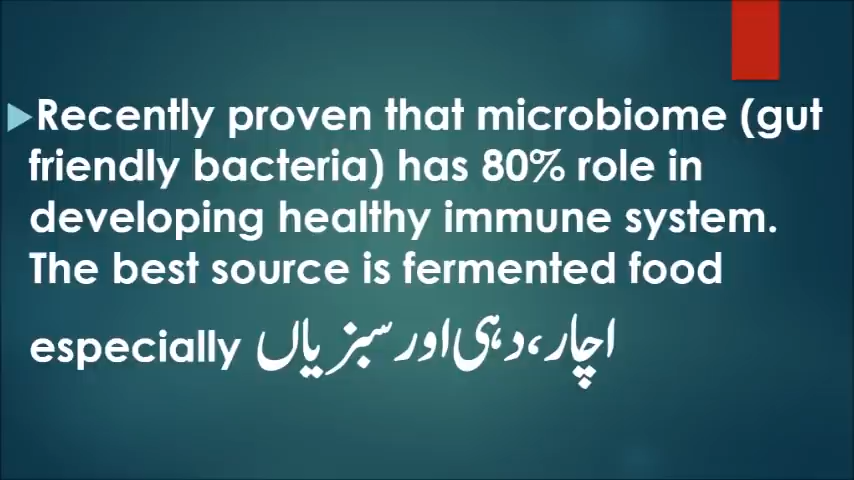 Recently proven that microbiome (gut
friendly bacteria) has 80% role in
developing healthy immune system.
The best source is fermented food
especially اچار، دہی اور سبزیاں